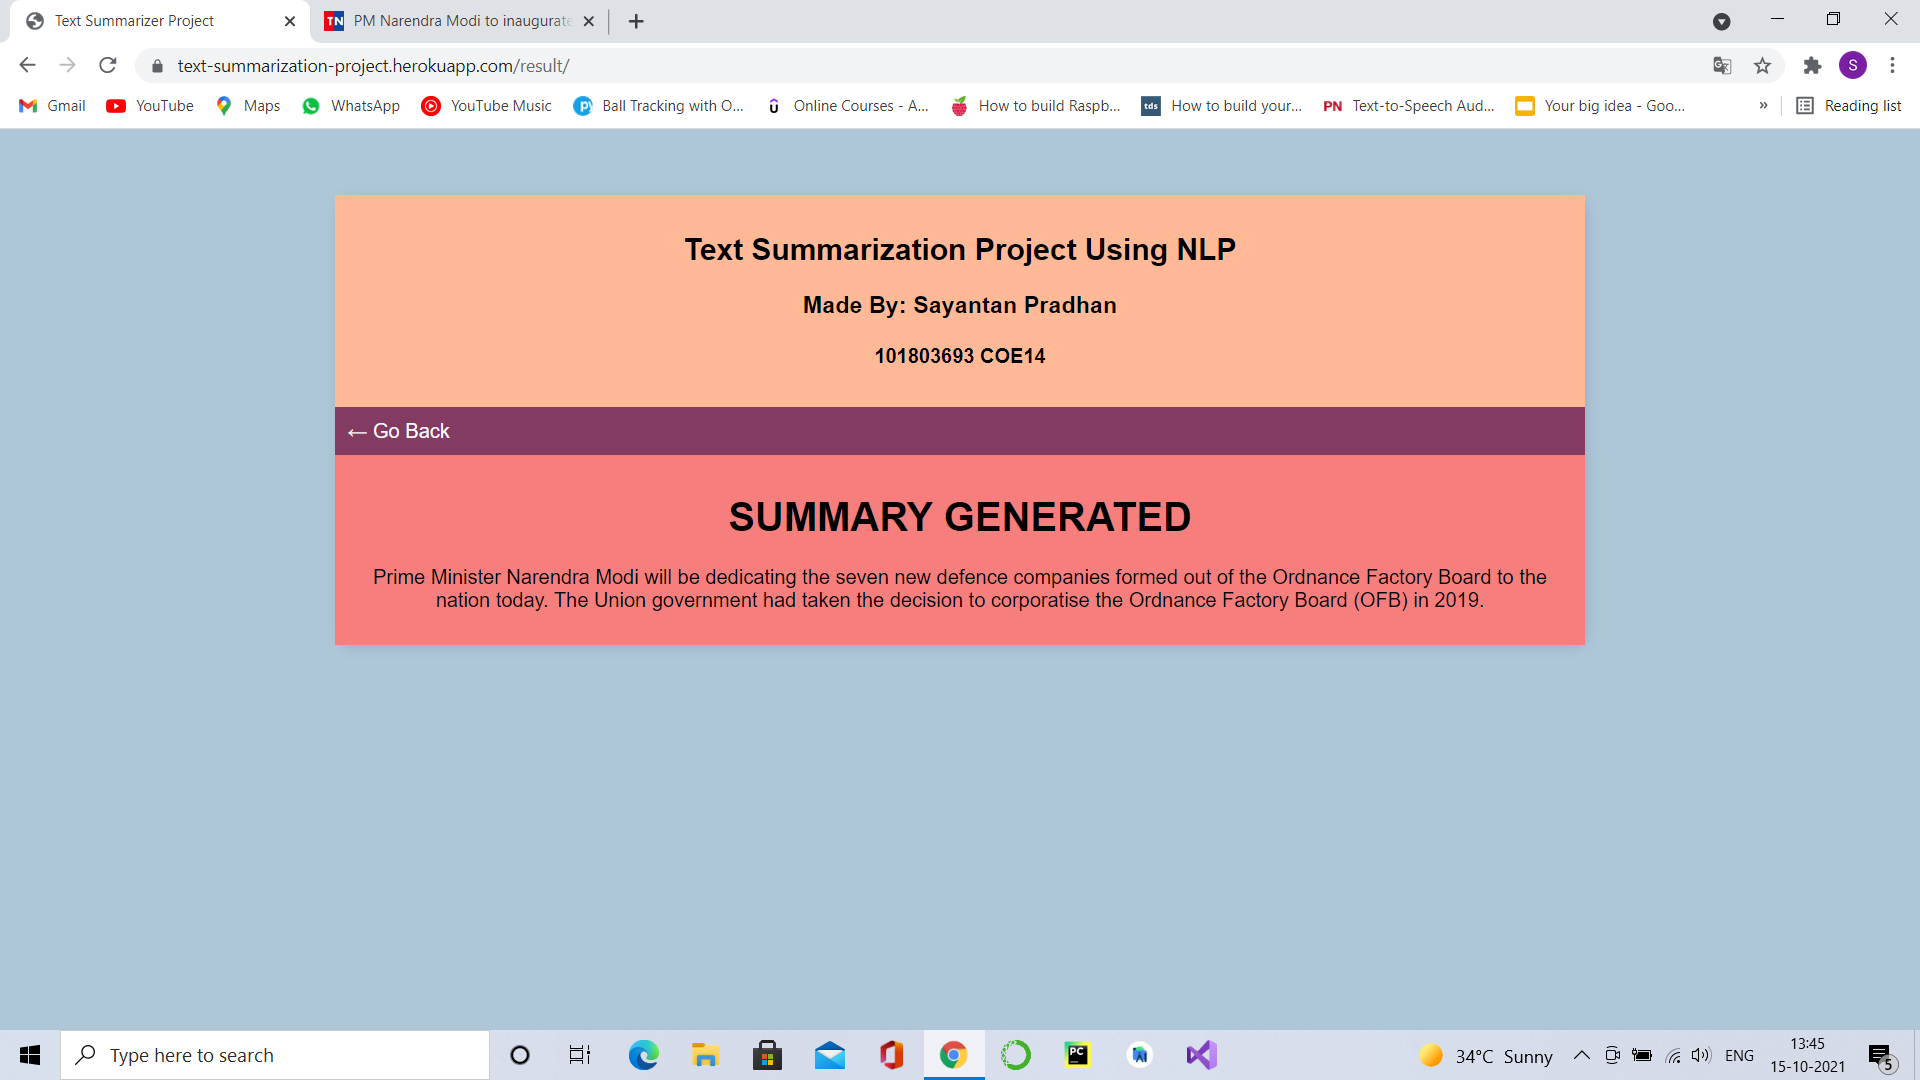 Text Summarizer Project
TN PM Narendra Modi to inaugurate
text-summarization-project.herokuapp.com/result/
S
Gmail YouTube Maps WhatsApp YouTube Music Ball Tracking with O... Online Courses - A... How to build Raspb... tds How to build your... PN Text-to-Speech Aud... Your big idea - Goo... » Reading list
Text Summarization Project Using NLP
Made By: Sayantan Pradhan
101803693 COE14
← Go Back
SUMMARY GENERATED
Prime Minister Narendra Modi will be dedicating the seven new defence companies formed out of the Ordnance Factory Board to the
nation today. The Union government had taken the decision to corporatise the Ordnance Factory Board (OFB) in 2019.
Type here to search
PC
34°C Sunny
ENG
13:45
15-10-2021
5